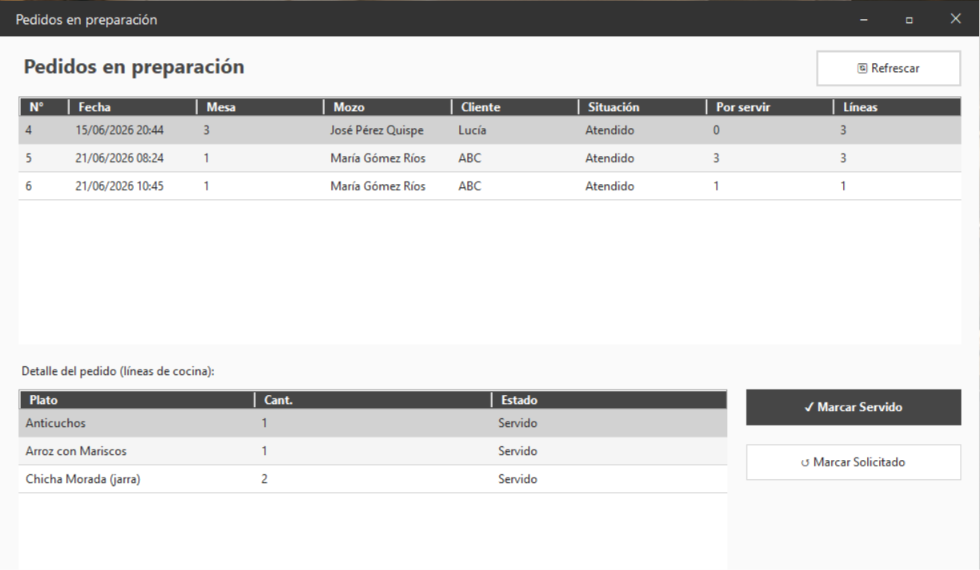 Pedidos en preparación
Pedidos en preparación
Refrescar
N° Fecha Mesa Mozo Cliente Situación Por servir Líneas
4 15/06/2026 20:44 3 José Pérez Quispe Lucía Atendido 0 3
5 21/06/2026 08:24 1 María Gómez Ríos ABC Atendido 3 3
6 21/06/2026 10:45 1 María Gómez Ríos ABC Atendido 1 1
Detalle del pedido (líneas de cocina):
Plato Cant. Estado
✓ Marcar Servido
Anticuchos 1 Servido
Arroz con Mariscos 1 Servido
↺ Marcar Solicitado
Chicha Morada (jarra) 2 Servido